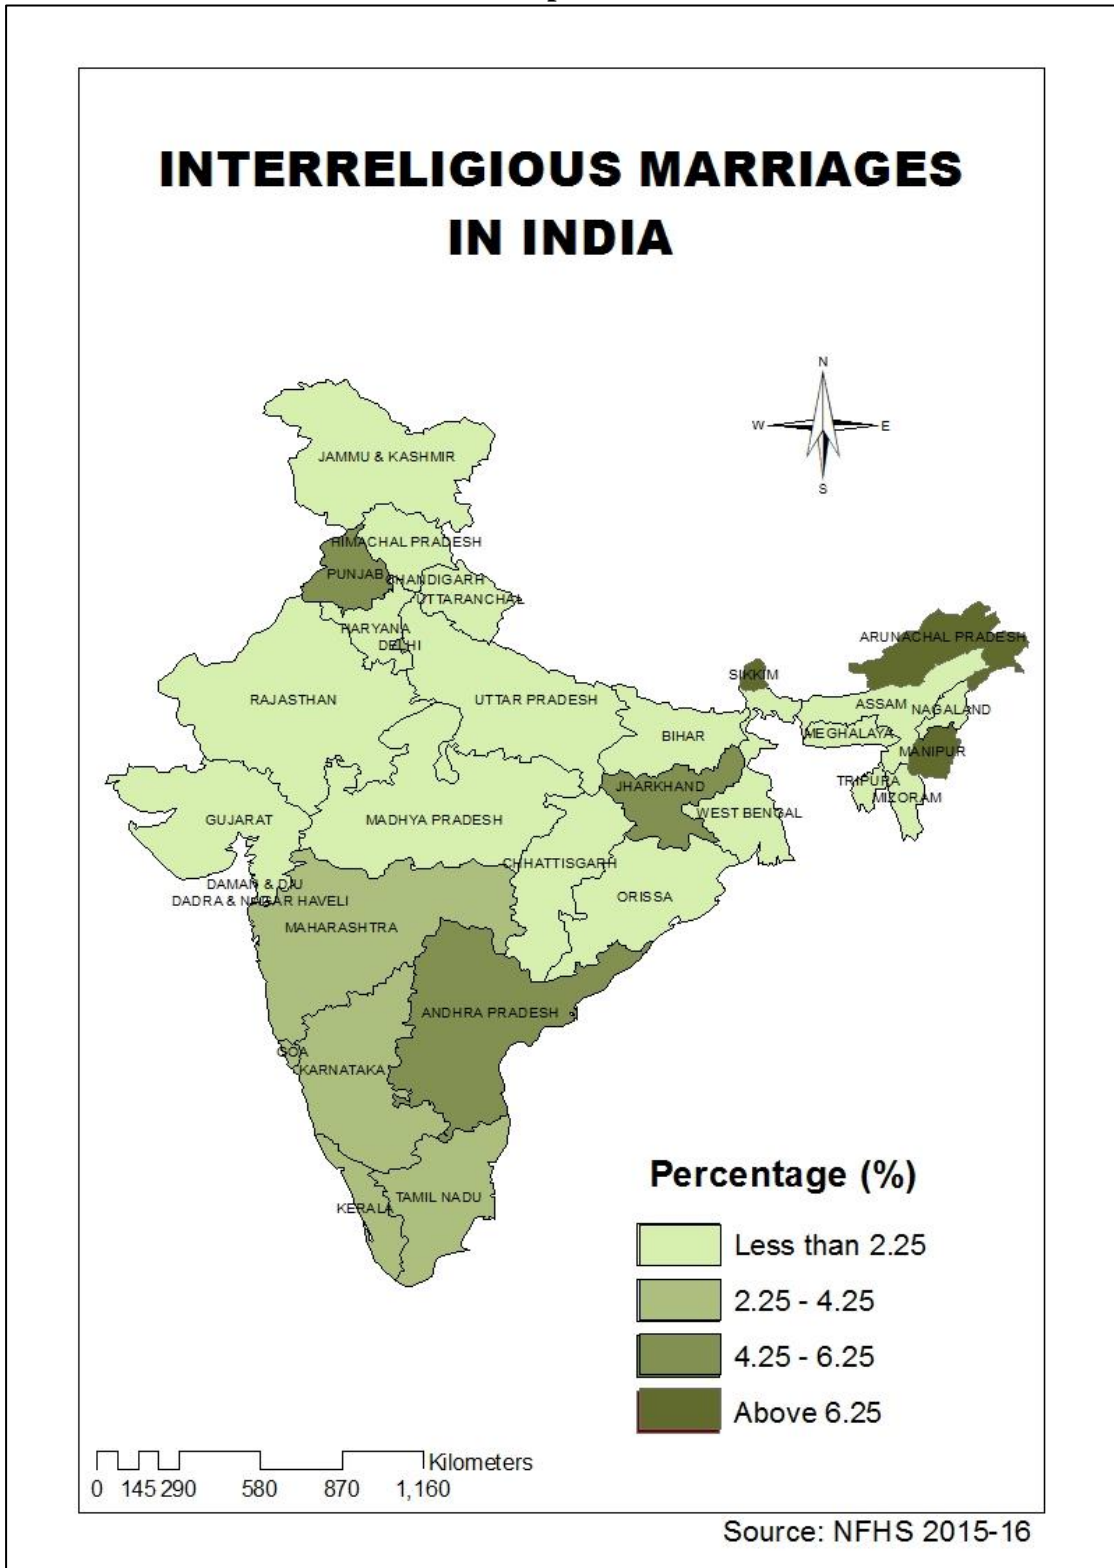 INTERRELIGIOUS MARRIAGES
IN INDIA
N
W
E
S
JAMMU & KASHMIR
HIMACHAL PRADESH
PUNJAB
CHANDIGARH
UTTARANCHAL
HARYANA
DELHI
ARUNACHAL PRADESH
SIKKIM
RAJASTHAN
UTTAR PRADESH
ASSAM
NAGALAND
BIHAR
MEGHALAYA
MANIPUR
JHARKHAND
TRIPURA
MIZORAM
GUJARAT
MADHYA PRADESH
WEST BENGAL
CHHATTISGARH
DAMAN & DIU
DADRA & NAGAR HAVELI
ORISSA
MAHARASHTRA
ANDHRA PRADESH
GOA
KARNATAKA
KERALA
TAMIL NADU
Percentage (%)
Less than 2.25
2.25 - 4.25
4.25 - 6.25
Above 6.25
Kilometers
0 145 290 580 870 1,160
Source: NFHS 2015-16